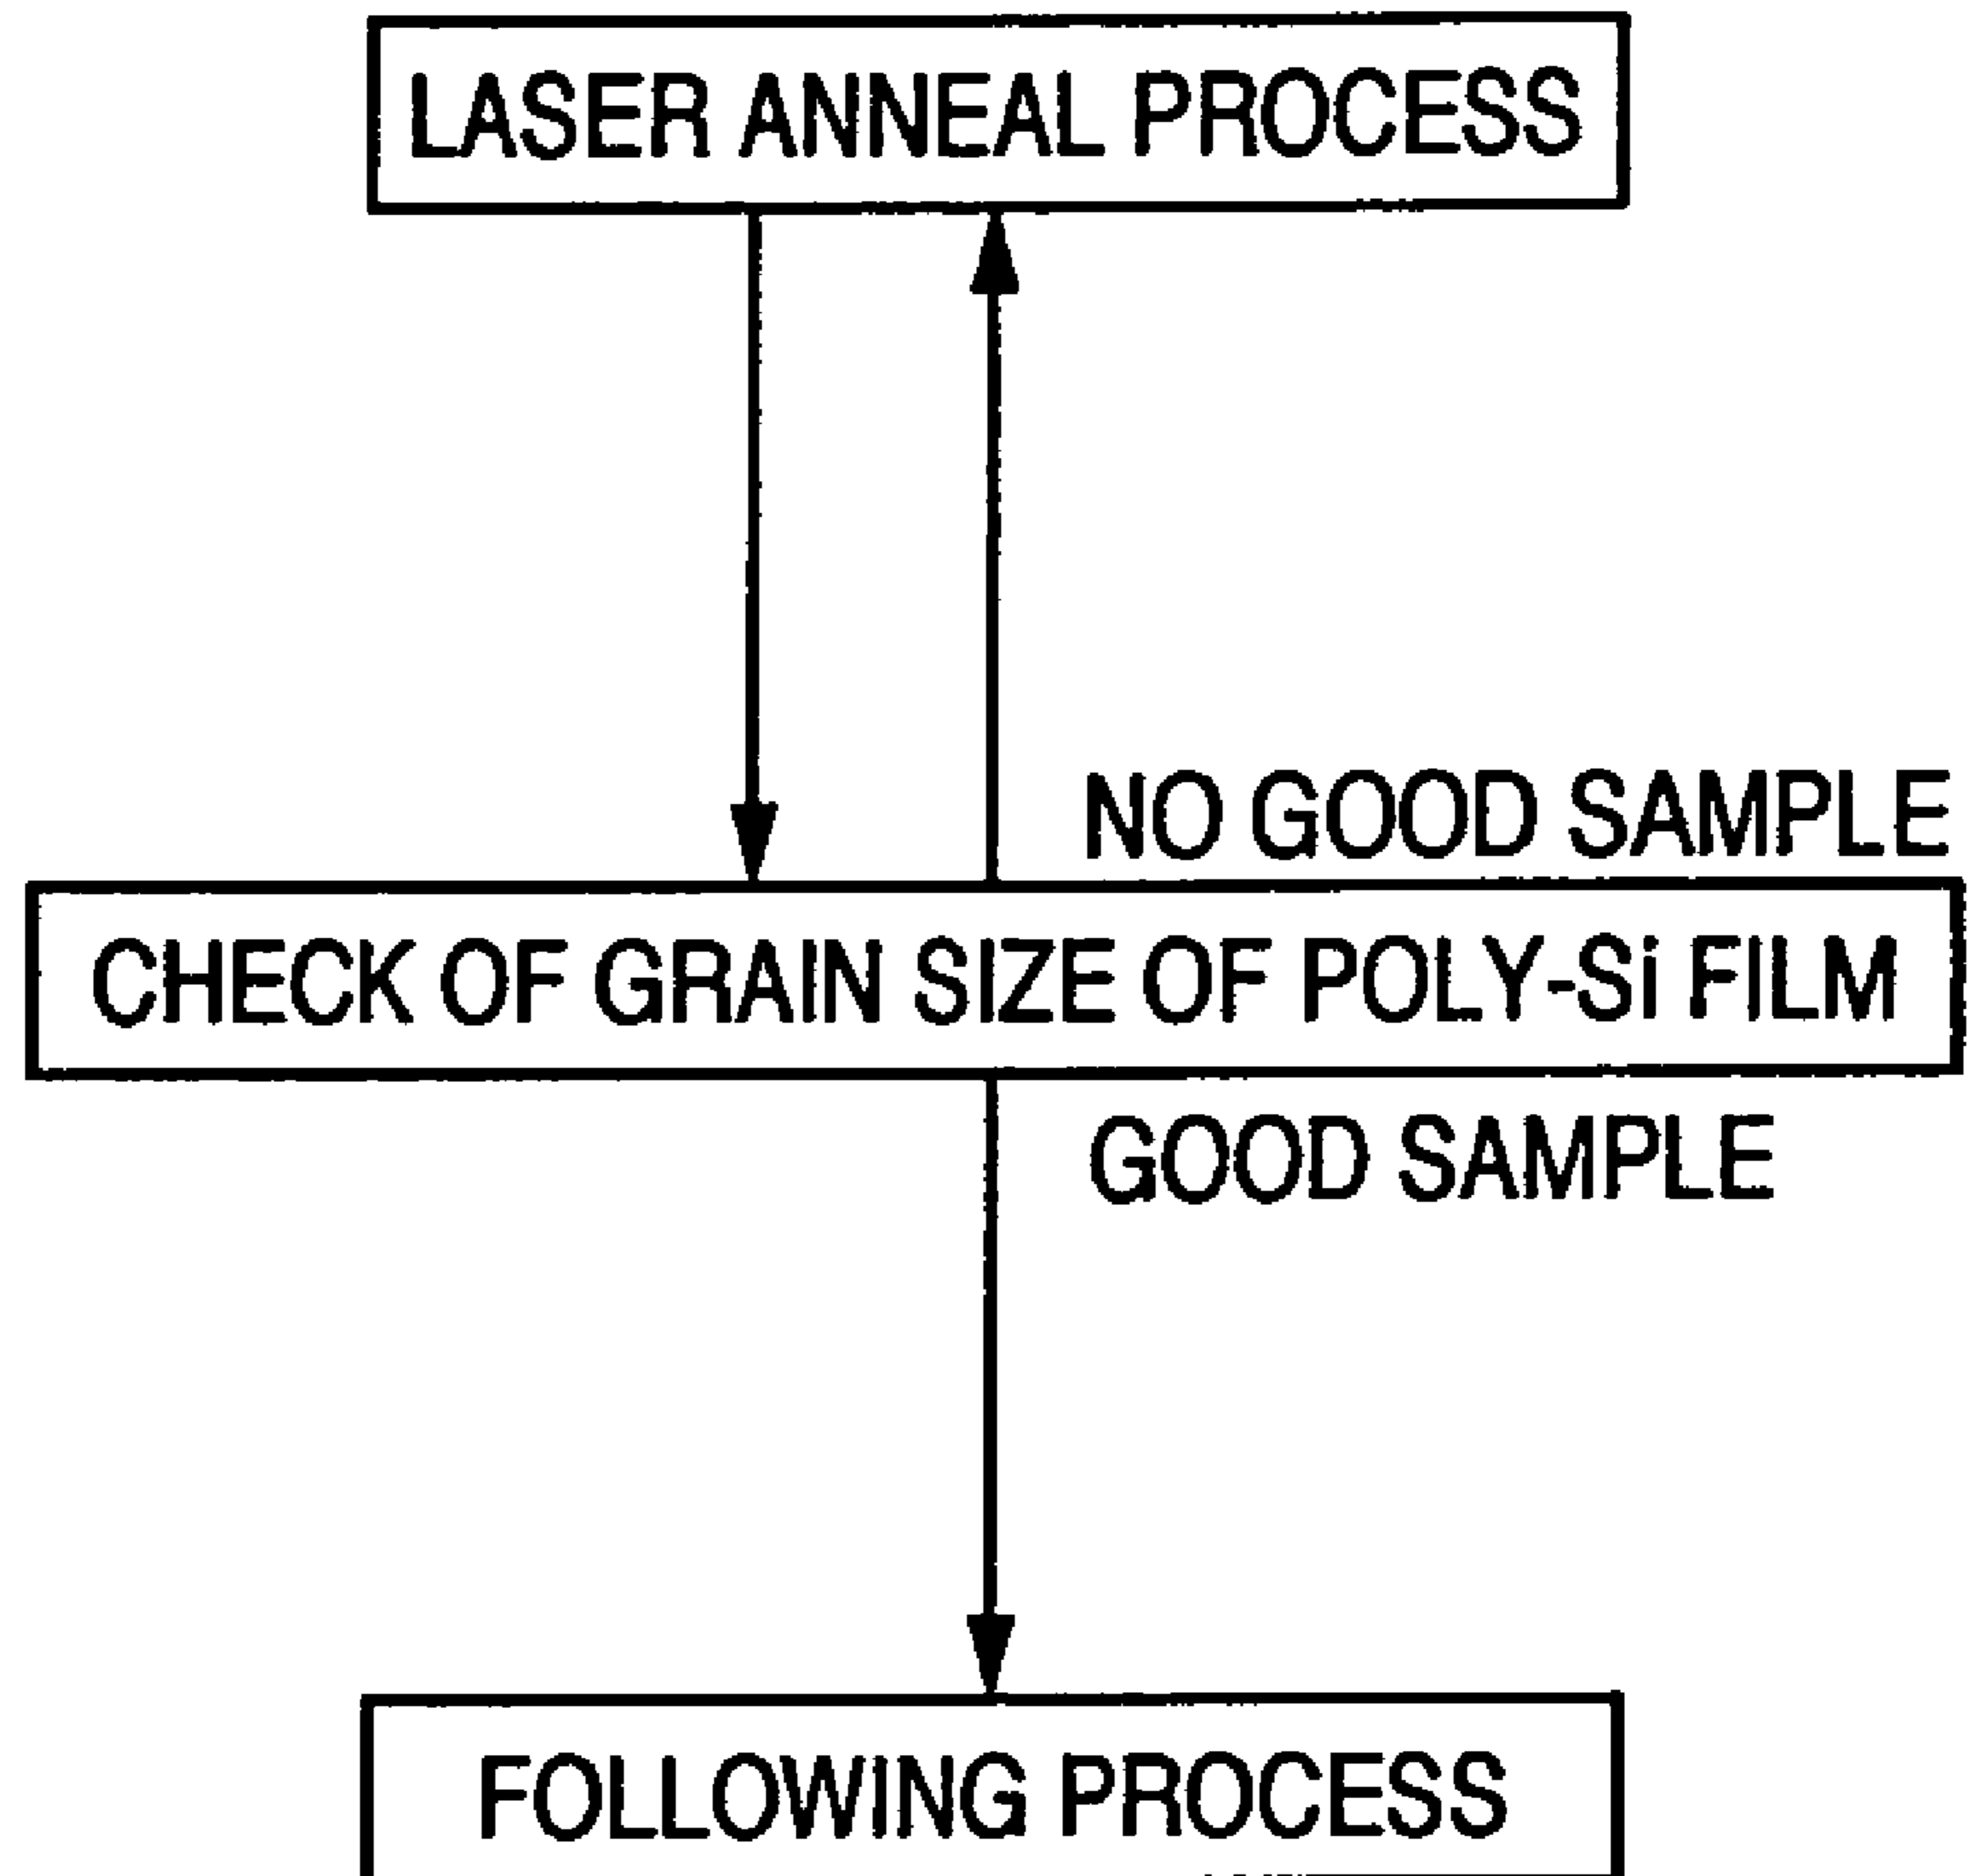 LASER ANNEAL PROCESS
NO GOOD SAMPLE
CHECK OF GRAIN SIZE OF POLY-Si FILM
GOOD SAMPLE
FOLLOWING PROCESS